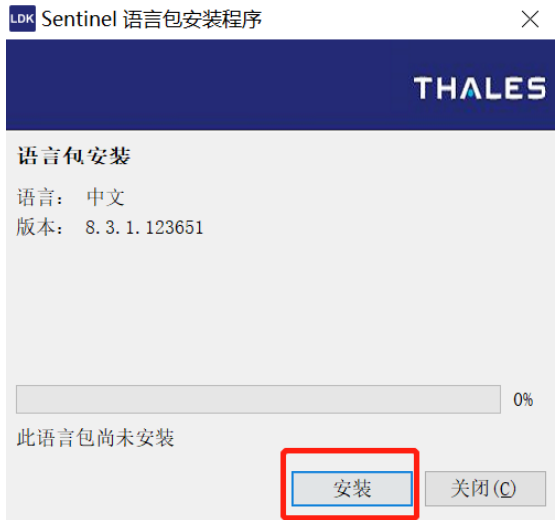 LDK Sentinel 语言包安装程序
THALES
语言包安装
语言： 中文
版本： 8.3.1.123651
0%
此语言包尚未安装
安装 关闭(C)